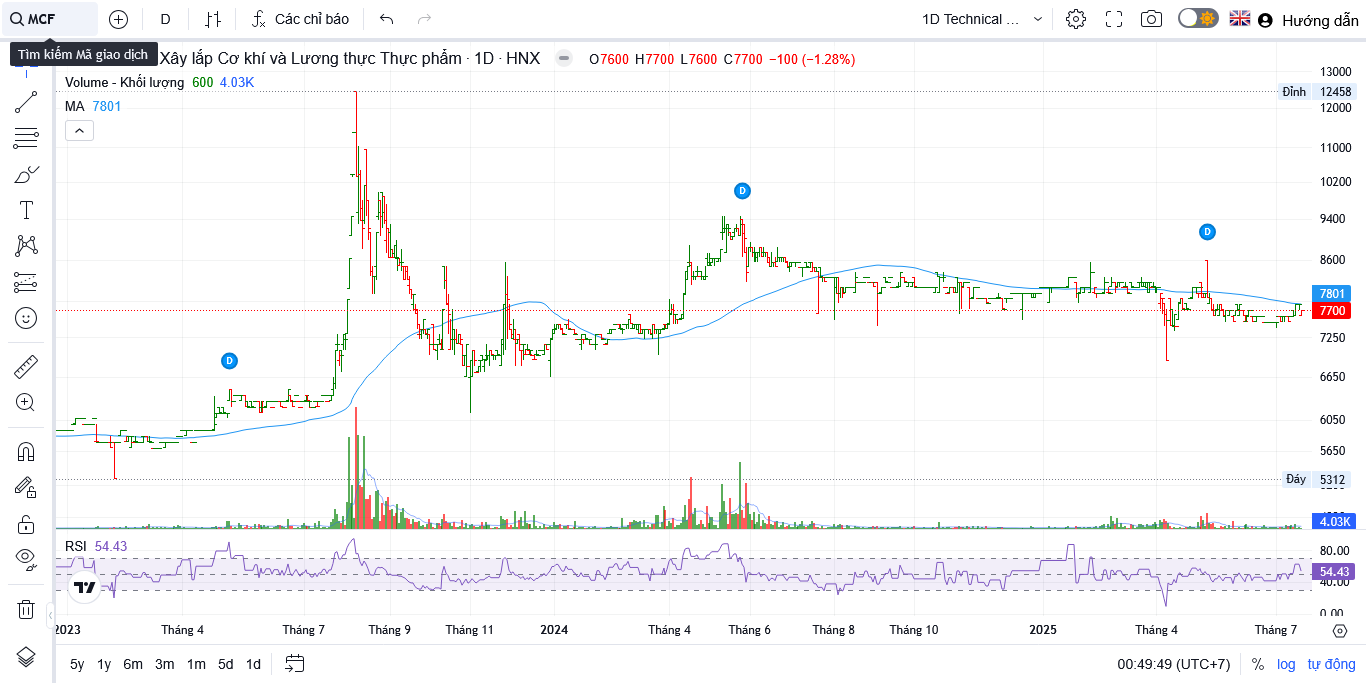 MCF
D
Các chỉ báo
1D Technical ...
Hướng dẫn
Tìm kiếm Mã giao dịch
Xây lắp Cơ khí và Lương thực Thực phẩm · 1D · HNX
O7600 H7700 L7600 C7700 −100 (−1.28%)
Volume - Khối lượng 600 4.03K
MA 7801
13000
Đỉnh 12458
12000
11000
10200
9400
8600
7801
7700
7250
6650
6050
5650
Đáy 5312
4.03K
D
D
D
RSI 54.43
80.00
54.43
40.00
0.00
2023 Tháng 4 Tháng 7 Tháng 9 Tháng 11 2024 Tháng 4 Tháng 6 Tháng 8 Tháng 10 2025 Tháng 4 Tháng 7
5y 1y 6m 3m 1m 5d 1d
00:49:49 (UTC+7) % log tự động